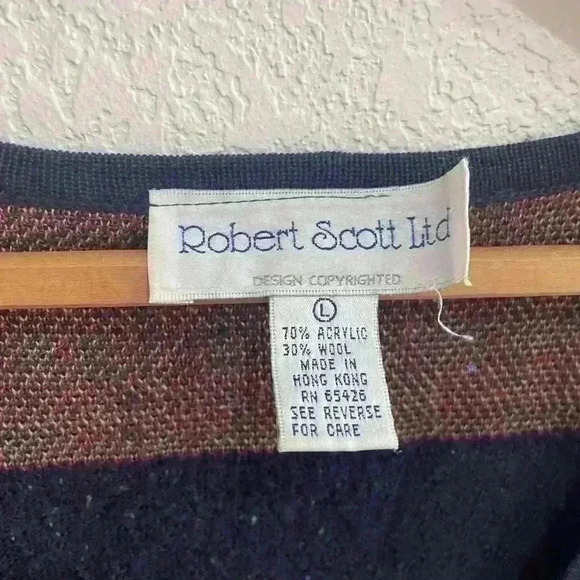 Robert Scott Ltd
DESIGN COPYRIGHTED
L
70% ACRYLIC
30% WOOL
MADE IN
HONG KONG
RN 65426
SEE REVERSE
FOR CARE